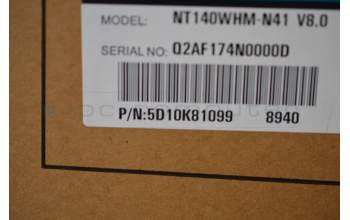 MODEL: NT140WHM-N41 V8.0
SERIAL NO: Q2AF174N0000D
P/N:5D10K81099 8940